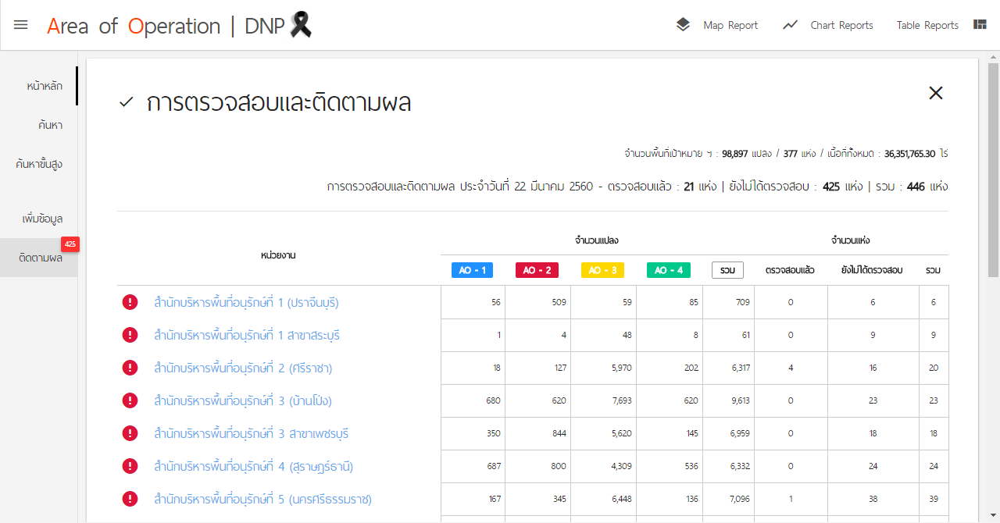 Area of Operation | DNP
Map Report
Chart Reports
Table Reports
หน้าหลัก
ค้นหา
ค้นหาขั้นสูง
เพิ่มข้อมูล
425
ติดตามผล
การตรวจสอบและติดตามผล
จำนวนพื้นที่เป้าหมาย ฯ : 98,897 แปลง / 377 แห่ง / เนื้อที่ทั้งหมด : 36,351,765.30 ไร่
การตรวจสอบและติดตามผล ประจำวันที่ 22 มีนาคม 2560 - ตรวจสอบแล้ว : 21 แห่ง | ยังไม่ได้ตรวจสอบ : 425 แห่ง | รวม : 446 แห่ง
หน่วยงาน จำนวนแปลง จำนวนแห่ง
AO - 1 AO - 2 AO - 3 AO - 4 รวม ตรวจสอบแล้ว ยังไม่ได้ตรวจสอบ รวม
สำนักบริหารพื้นที่อนุรักษ์ที่ 1 (ปราจีนบุรี) 56 509 59 85 709 0 6 6
สำนักบริหารพื้นที่อนุรักษ์ที่ 1 สาขาสระบุรี 1 4 48 8 61 0 9 9
สำนักบริหารพื้นที่อนุรักษ์ที่ 2 (ศรีราชา) 18 127 5,970 202 6,317 4 16 20
สำนักบริหารพื้นที่อนุรักษ์ที่ 3 (บ้านโป่ง) 680 620 7,693 620 9,613 0 23 23
สำนักบริหารพื้นที่อนุรักษ์ที่ 3 สาขาเพชรบุรี 350 844 5,620 145 6,959 0 18 18
สำนักบริหารพื้นที่อนุรักษ์ที่ 4 (สุราษฎร์ธานี) 687 800 4,309 536 6,332 0 24 24
สำนักบริหารพื้นที่อนุรักษ์ที่ 5 (นครศรีธรรมราช) 167 345 6,448 136 7,096 1 38 39